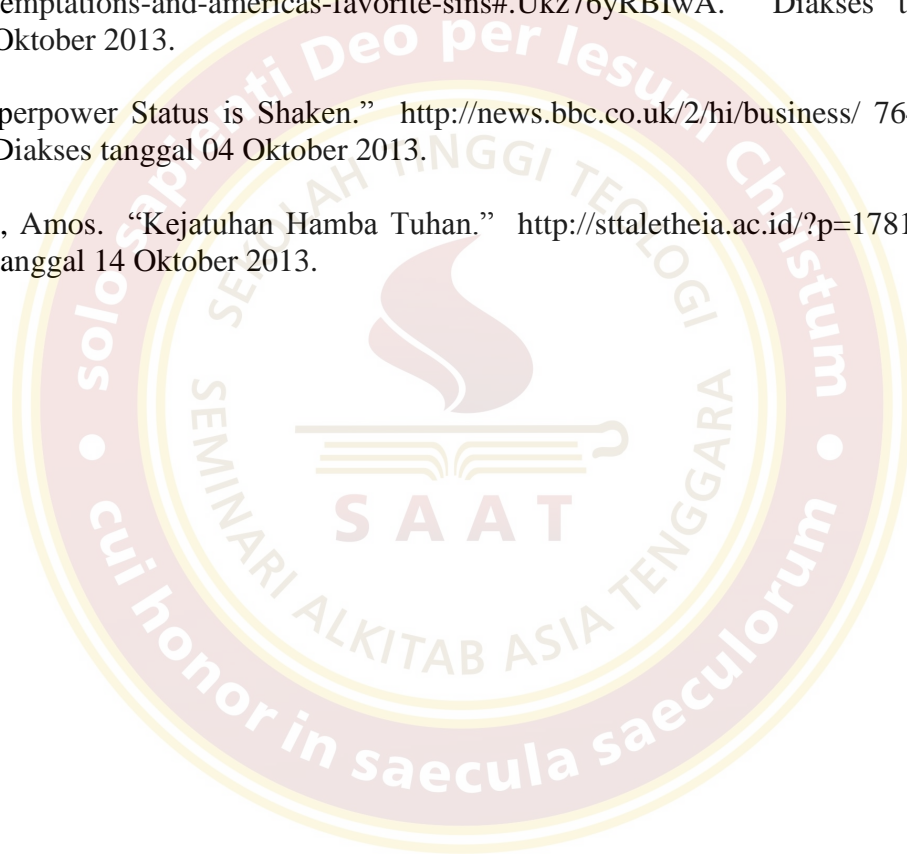 emptations-and-americas-favorite-sins#.Ukz76yRBIwA. Diakses t
Oktober 2013.
perpower Status is Shaken.” http://news.bbc.co.uk/2/hi/business/ 764
Diakses tanggal 04 Oktober 2013.
, Amos. “Kejatuhan Hamba Tuhan.” http://sttaletheia.ac.id/?p=1781
anggal 14 Oktober 2013.
solo sapienti Deo per Iesum Christum
SEKOLAH TINGGI TEOLOGI
SAAT
SEMINARI ALKITAB ASIA TENGGARA
cui honor in saecula saeculorum